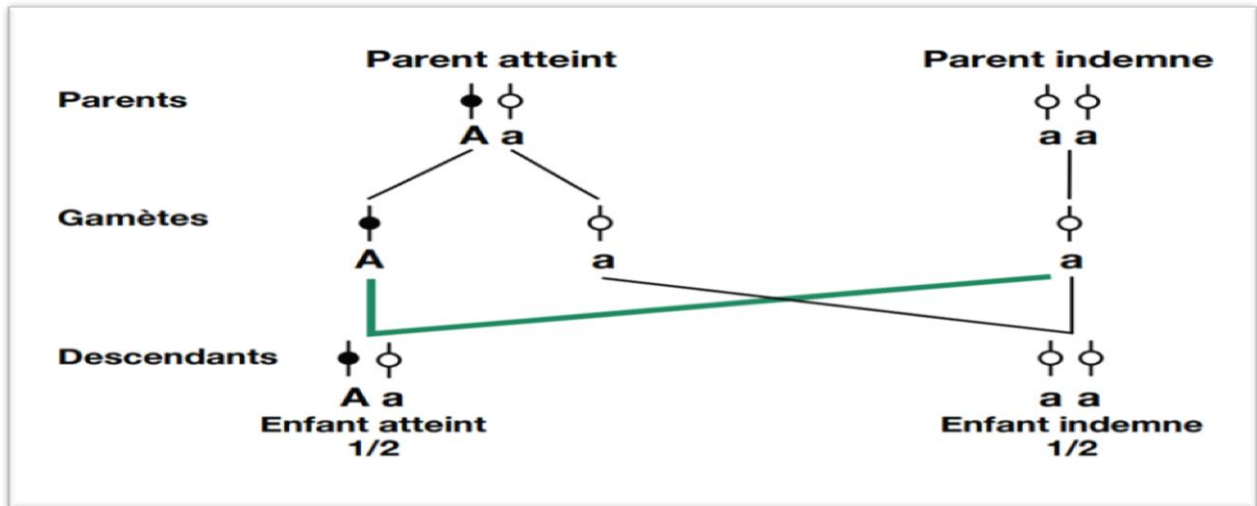 Parent atteint Parent indemne
Parents
A a a a
Gamètes
A a a
Descendants
A a a a
Enfant atteint Enfant indemne
1/2 1/2